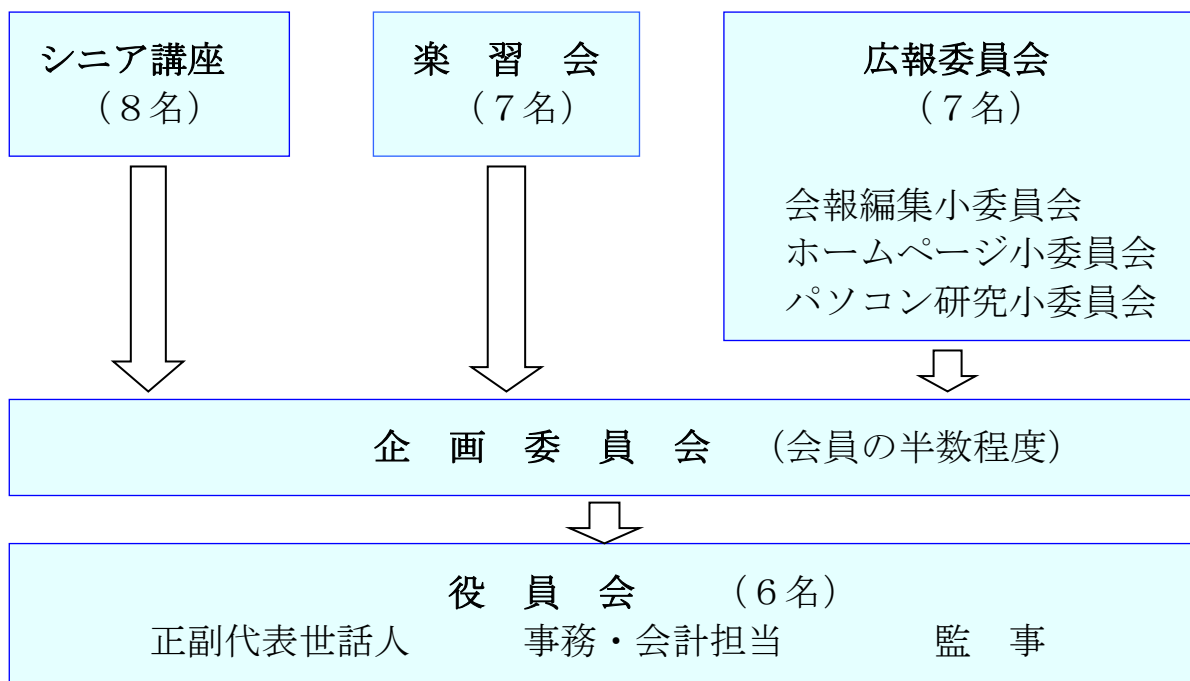 シニア講座
（８名）
楽　習　会
（７名）
広報委員会
（７名）
会報編集小委員会
ホームページ小委員会
パソコン研究小委員会
企　画　委　員　会　（会員の半数程度）
役　員　会　　（６名）
正副代表世話人　　　事務・会計担当　　　　監　事